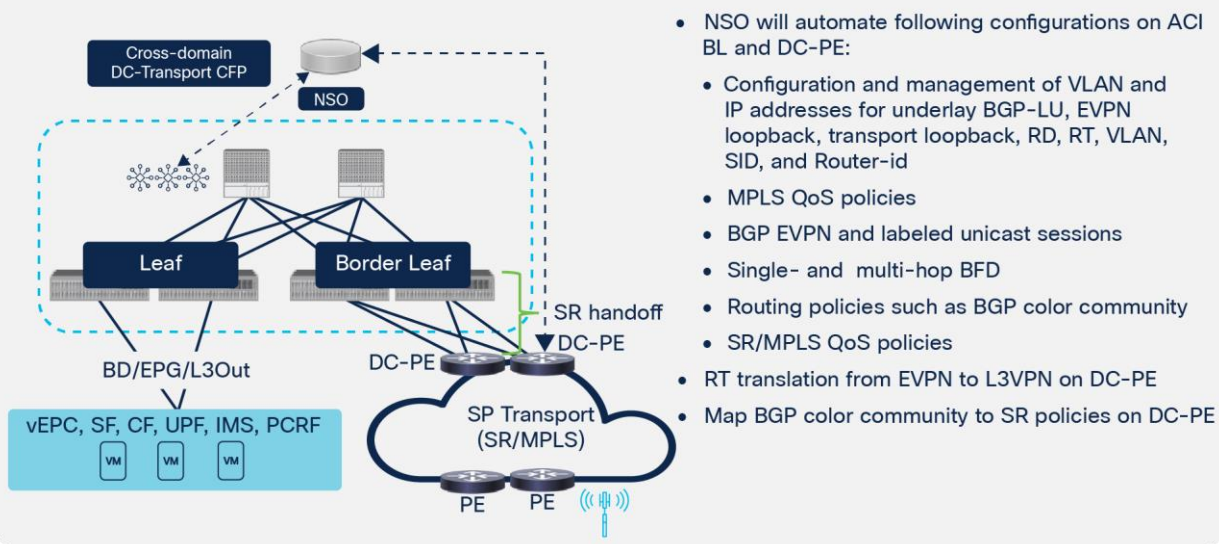 Cross-domain
DC-Transport CFP
NSO
Leaf
Border Leaf
SR handoff
DC-PE
DC-PE
BD/EPG/L3Out
vEPC, SF, CF, UPF, IMS, PCRF
VM
VM
VM
SP Transport
(SR/MPLS)
PE
PE
• NSO will automate following configurations on ACI
BL and DC-PE:
• Configuration and management of VLAN and
IP addresses for underlay BGP-LU, EVPN
loopback, transport loopback, RD, RT, VLAN,
SID, and Router-id
• MPLS QoS policies
• BGP EVPN and labeled unicast sessions
• Single- and multi-hop BFD
• Routing policies such as BGP color community
• SR/MPLS QoS policies
• RT translation from EVPN to L3VPN on DC-PE
• Map BGP color community to SR policies on DC-PE